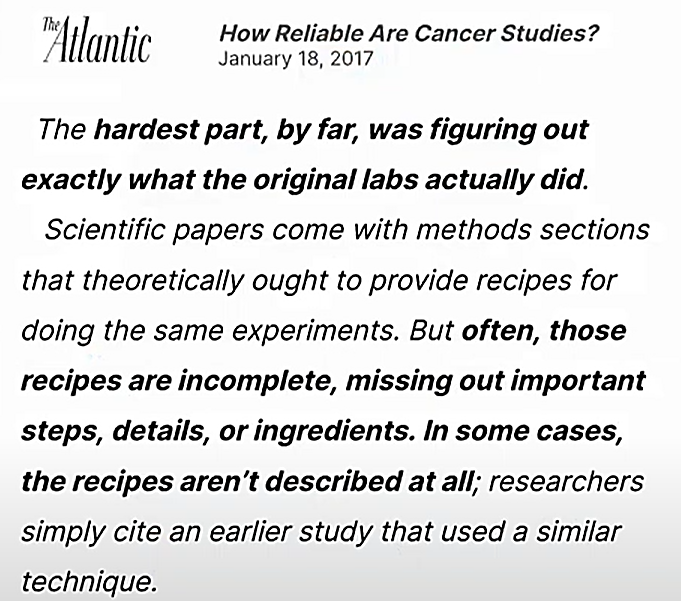 The Atlantic
How Reliable Are Cancer Studies?
January 18, 2017
The hardest part, by far, was figuring out
exactly what the original labs actually did.
Scientific papers come with methods sections
that theoretically ought to provide recipes for
doing the same experiments. But often, those
recipes are incomplete, missing out important
steps, details, or ingredients. In some cases,
the recipes aren’t described at all; researchers
simply cite an earlier study that used a similar
technique.